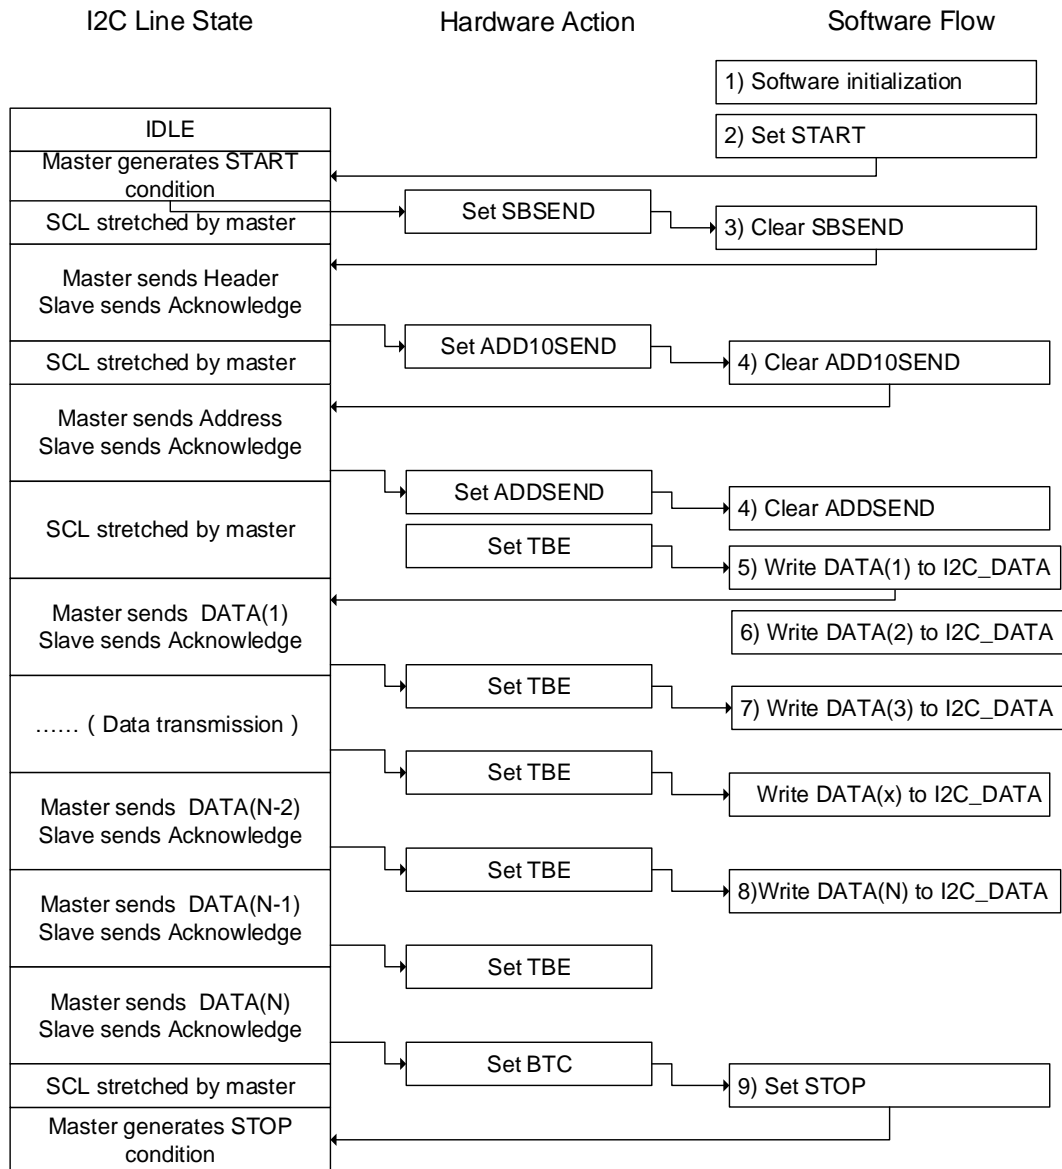 I2C Line State
Hardware Action
Software Flow
1) Software initialization
IDLE
2) Set START
Master generates START
condition
SCL stretched by master
Set SBSEND
3) Clear SBSEND
Master sends Header
Slave sends Acknowledge
SCL stretched by master
Set ADD10SEND
4) Clear ADD10SEND
Master sends Address
Slave sends Acknowledge
SCL stretched by master
Set ADDSEND
4) Clear ADDSEND
Set TBE
5) Write DATA(1) to I2C_DATA
Master sends DATA(1)
Slave sends Acknowledge
6) Write DATA(2) to I2C_DATA
Set TBE
7) Write DATA(3) to I2C_DATA
…… ( Data transmission )
Set TBE
Write DATA(x) to I2C_DATA
Master sends DATA(N-2)
Slave sends Acknowledge
Set TBE
8)Write DATA(N) to I2C_DATA
Master sends DATA(N-1)
Slave sends Acknowledge
Set TBE
Master sends DATA(N)
Slave sends Acknowledge
Set BTC
SCL stretched by master
9) Set STOP
Master generates STOP
condition